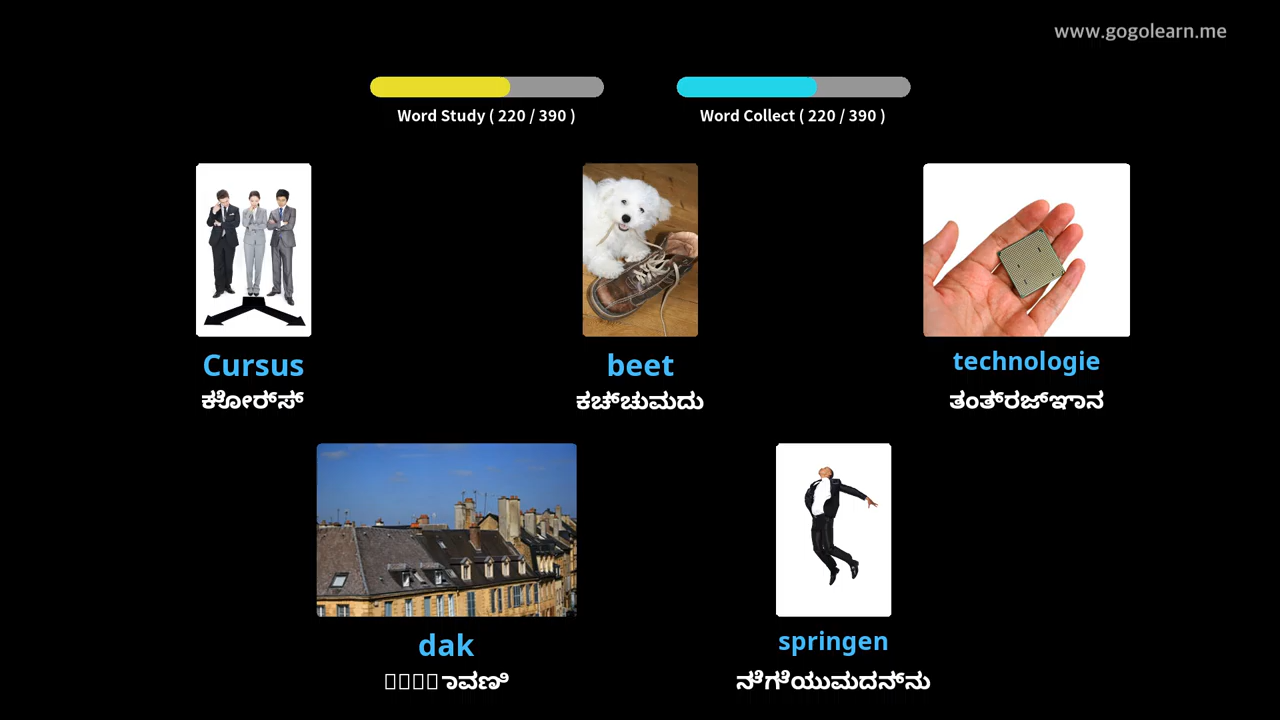 www.gogolearn.me
Word Study ( 220 / 390 )
Word Collect ( 220 / 390 )
Cursus
ಕೋರ್ಸ್
beet
ಕಚ್ಚುಮದು
technologie
ತಂತ್ರಜ್ಞಾನ
dak
springen
ನೆಗೆಯುಮದನ್ನು